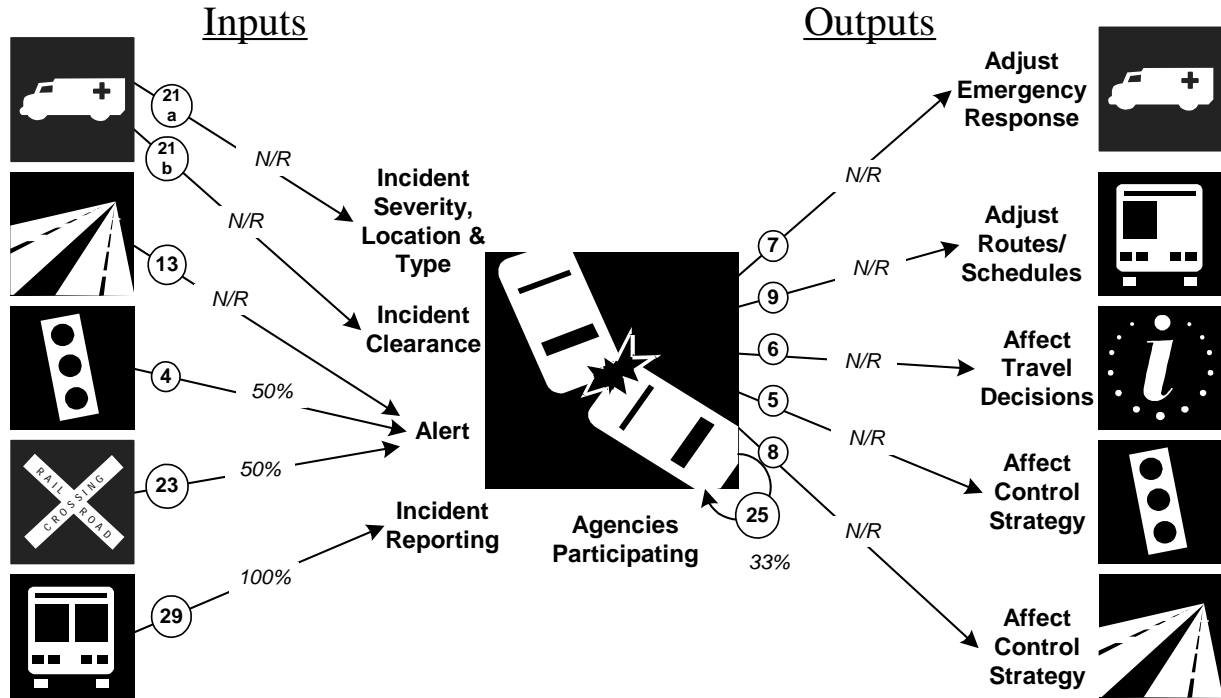 Inputs
Outputs
21
a
N/R
21
b
N/R
13
N/R
4
50%
RAIL
ROAD
CROSSING
23
50%
29
100%
Incident
Severity,
Location &
Type
Incident
Clearance
Alert
Incident
Reporting
Agencies
Participating
25
33%
7
N/R
Adjust
Emergency
Response
9
N/R
Adjust
Routes/
Schedules
6
N/R
i
Affect
Travel
Decisions
5
N/R
Affect
Control
Strategy
8
N/R
Affect
Control
Strategy